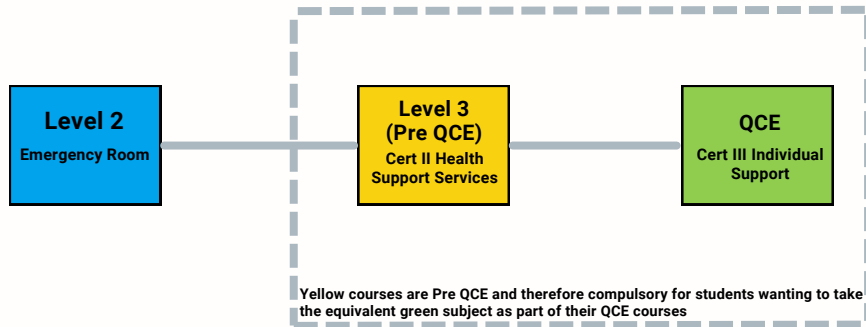 Level 2
Emergency Room
Level 3
(Pre QCE)
Cert II Health
Support Services
QCE
Cert III Individual
Support
Yellow courses are Pre QCE and therefore compulsory for students wanting to take
the equivalent green subject as part of their QCE courses